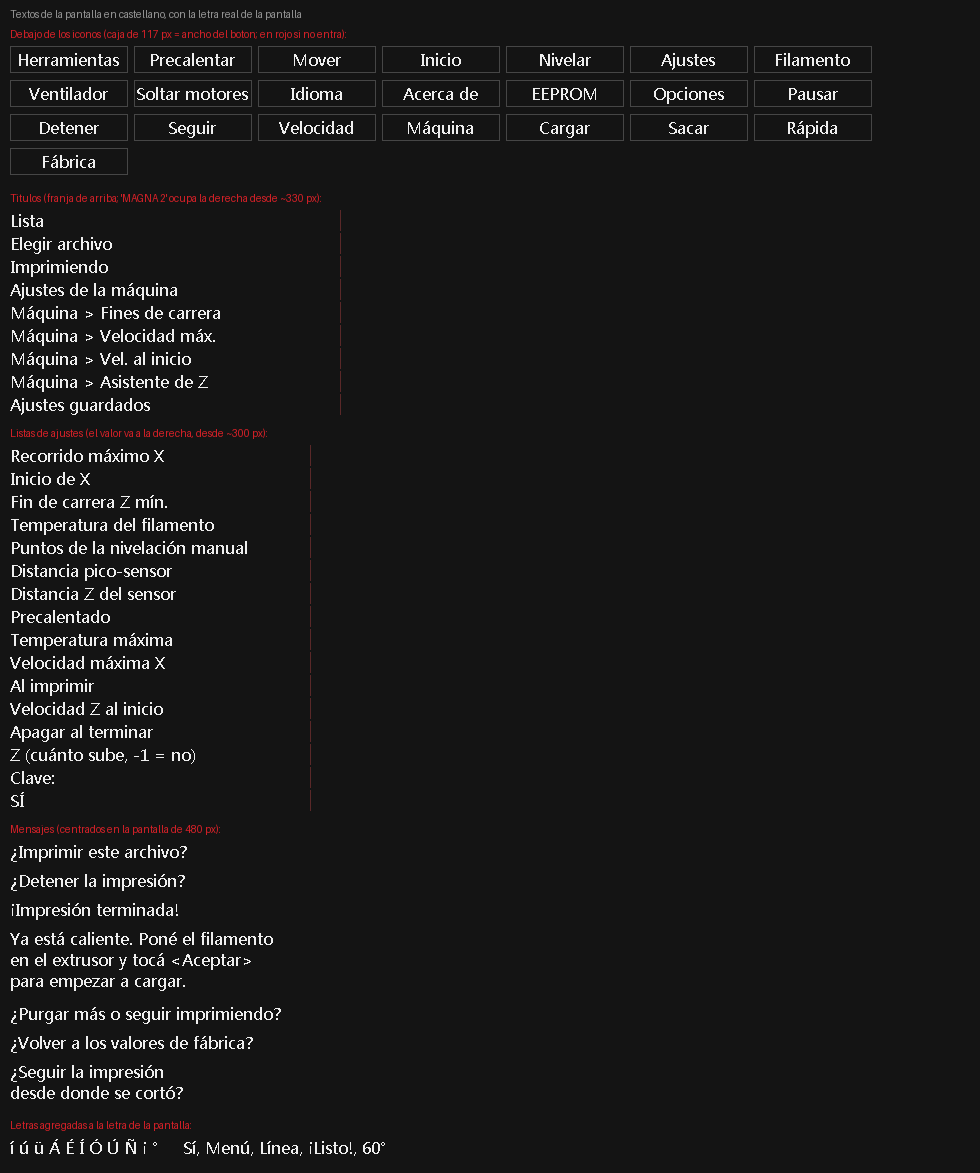 Textos de la pantalla en castellano, con la letra real de la pantalla
Debajo de los iconos (caja de 117 px = ancho del boton; en rojo si no entra):
Herramientas Precalentar Mover Inicio Nivelar Ajustes Filamento
Ventilador Soltar motores Idioma Acerca de EEPROM Opciones Pausar
Detener Seguir Velocidad Máquina Cargar Sacar Rápida
Fábrica
Titulos (franja de arriba; 'MAGNA 2' ocupa la derecha desde ~330 px):
Lista
Elegir archivo
Imprimiendo
Ajustes de la máquina
Máquina > Fines de carrera
Máquina > Velocidad máx.
Máquina > Vel. al inicio
Máquina > Asistente de Z
Ajustes guardados
Listas de ajustes (el valor va a la derecha, desde ~300 px):
Recorrido máximo X
Inicio de X
Fin de carrera Z mín.
Temperatura del filamento
Puntos de la nivelación manual
Distancia pico-sensor
Distancia Z del sensor
Precalentado
Temperatura máxima
Velocidad máxima X
Al imprimir
Velocidad Z al inicio
Apagar al terminar
Z (cuánto sube, -1 = no)
Clave:
SÍ
Mensajes (centrados en la pantalla de 480 px):
¿Imprimir este archivo?
¿Detener la impresión?
¡Impresión terminada!
Ya está caliente. Poné el filamento
en el extrusor y tocá <Aceptar>
para empezar a cargar.
¿Purgar más o seguir imprimiendo?
¿Volver a los valores de fábrica?
¿Seguir la impresión
desde donde se cortó?
Letras agregadas a la letra de la pantalla:
í ú ü Á É Í Ó Ú Ñ ¡ ° Sí, Menú, Línea, ¡Listo!, 60°